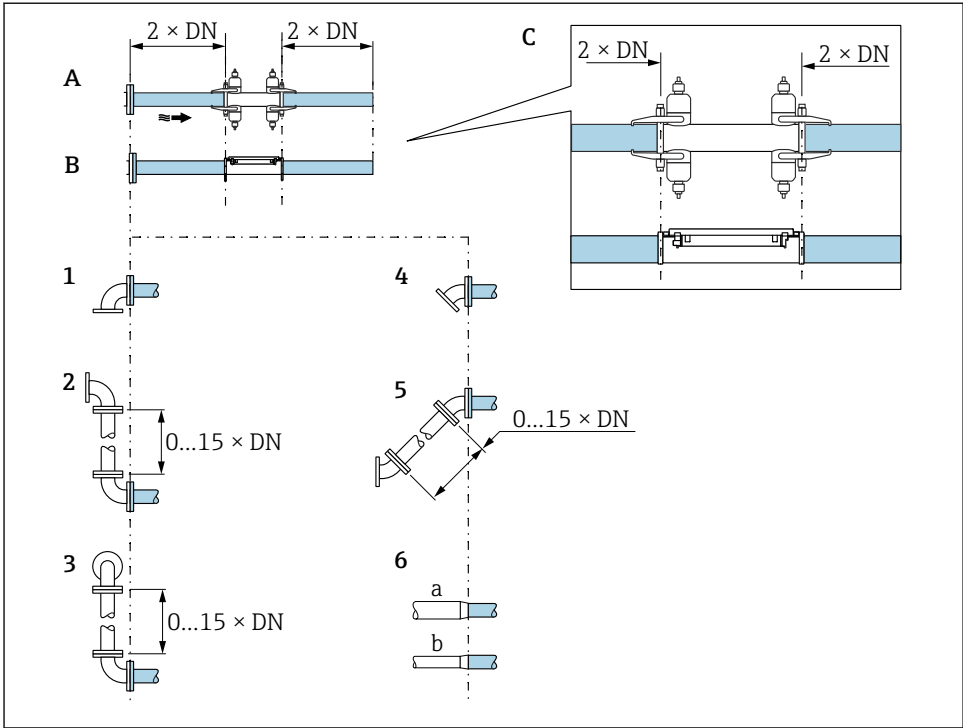 2 × DN
2 × DN
C
2 × DN
2 × DN
A
B
1
4
2
5
0...15 × DN
0...15 × DN
3
6
a
0...15 × DN
b